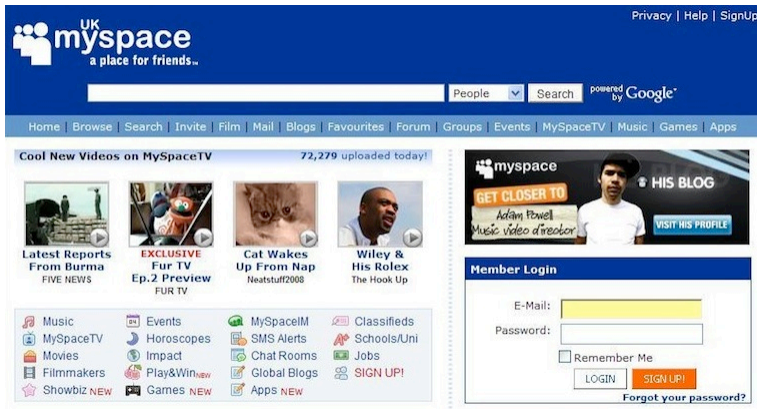 Privacy | Help | SignUp
UK
myspace
a place for friends™
People
Search
powered by Google™
Home | Browse | Search | Invite | Film | Mail | Blogs | Favourites | Forum | Groups | Events | MySpaceTV | Music | Games | Apps
Cool New Videos on MySpaceTV
72,279 uploaded today!
Latest Reports
From Burma
FIVE NEWS
EXCLUSIVE
Fur TV
Ep.2 Preview
FUR TV
Cat Wakes
Up From Nap
Neatstuff2008
Wiley &
His Rolex
The Hook Up
myspace
GET CLOSER TO
Adam Powell
Music video director
HIS BLOG
VISIT HIS PROFILE
Member Login
E-Mail:
Password:
Remember Me
LOGIN
SIGN UP!
Forgot your password?
Music
MySpaceTV
Movies
Filmmakers
Showbiz NEW
Events
Horoscopes
Impact
Play&Win NEW
Games NEW
MySpaceIM
SMS Alerts
Chat Rooms
Global Blogs
Apps NEW
Classifieds
Schools/Uni
Jobs
SIGN UP!